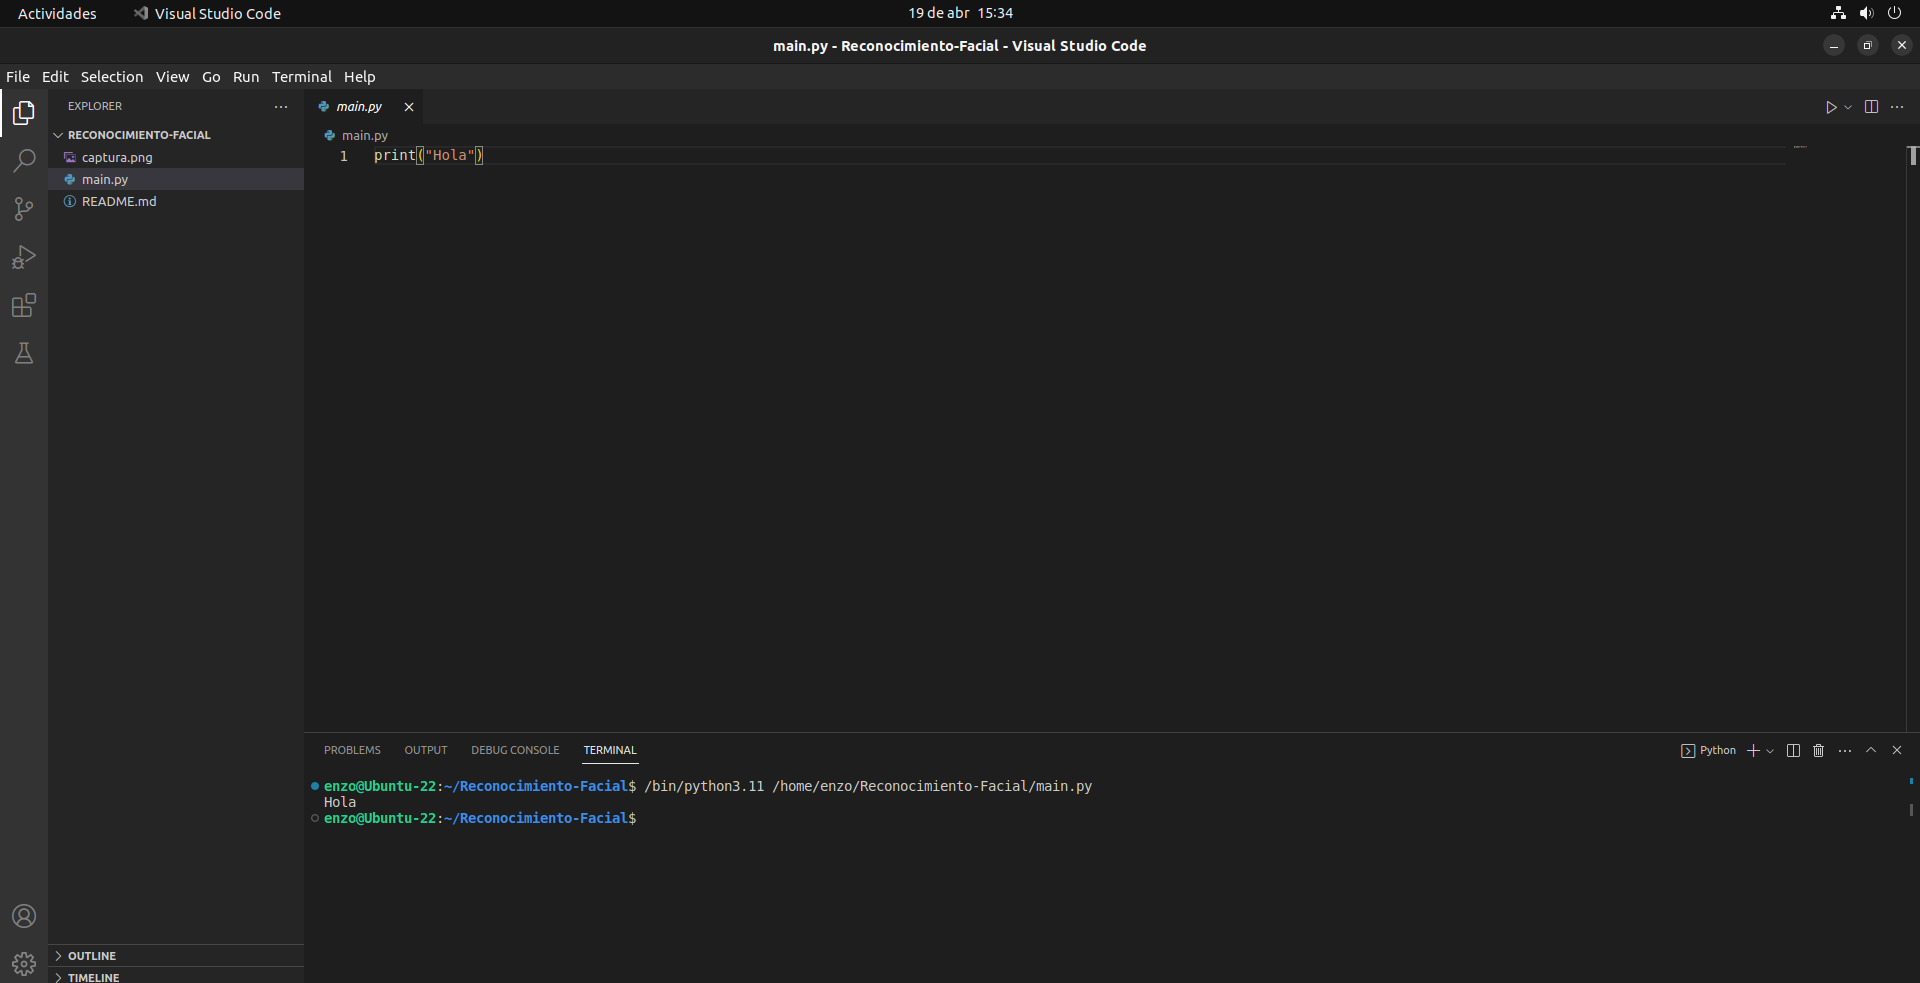 Actividades Visual Studio Code 19 de abr 15:34
main.py - Reconocimiento-Facial - Visual Studio Code
File Edit Selection View Go Run Terminal Help
EXPLORER
RECONOCIMIENTO-FACIAL
captura.png
main.py
README.md
OUTLINE
TIMELINE
main.py
main.py
1 print("Hola")
PROBLEMS OUTPUT DEBUG CONSOLE TERMINAL Python
enzo@Ubuntu-22:~/Reconocimiento-Facial$ /bin/python3.11 /home/enzo/Reconocimiento-Facial/main.py
Hola
enzo@Ubuntu-22:~/Reconocimiento-Facial$